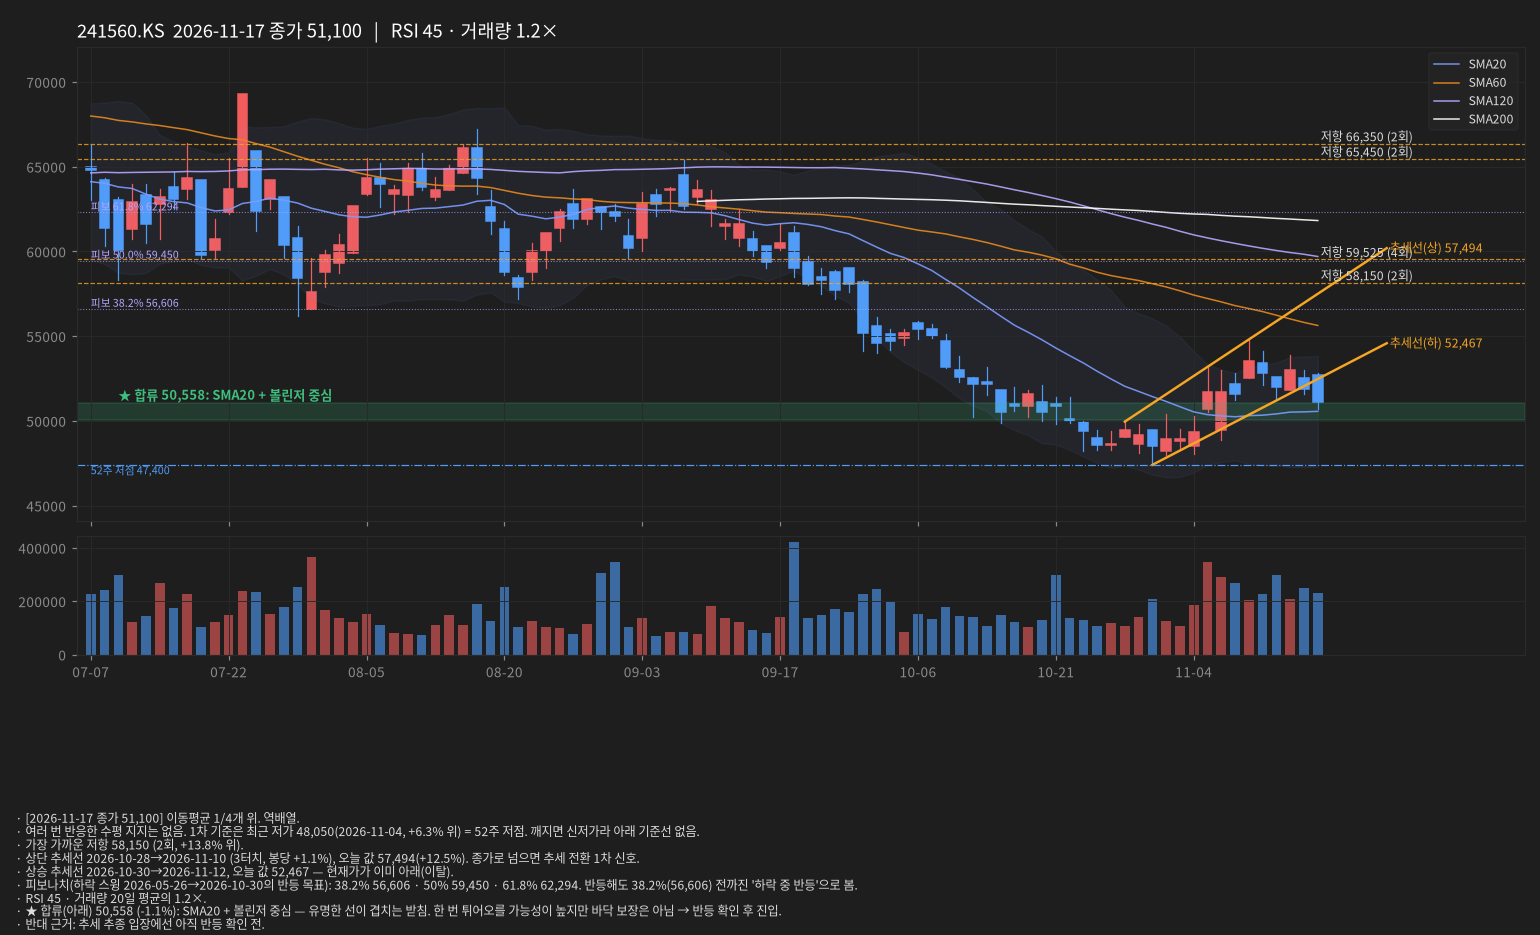 241560.KS 2026-11-17 종가 51,100 | RSI 45 · 거래량 1.2×
SMA20
SMA60
SMA120
SMA200
70000
65000
60000
55000
50000
45000
저항 66,350 (2회)
저항 65,450 (2회)
피보 61.8% 62,294
추세선(상) 57,494
저항 59,525 (4회)
피보 50.0% 59,450
저항 58,150 (2회)
피보 38.2% 56,606
추세선(하) 52,467
★ 합류 50,558: SMA20 + 볼린저 중심
52주 저점 47,400
400000
200000
0
07-07 07-22 08-05 08-20 09-03 09-17 10-06 10-21 11-04
· [2026-11-17 종가 51,100] 이동평균 1/4개 위. 역배열.
· 여러 번 반응한 수평 지지는 없음. 1차 기준은 최근 저가 48,050(2026-11-04, +6.3% 위) = 52주 저점. 깨지면 신저가라 아래 기준선 없음.
· 가장 가까운 저항 58,150 (2회, +13.8% 위).
· 상단 추세선 2026-10-28→2026-11-10 (3터치, 봉당 +1.1%), 오늘 값 57,494(+12.5%). 종가로 넘으면 추세 전환 1차 신호.
· 상승 추세선 2026-10-30→2026-11-12, 오늘 값 52,467 — 현재가가 이미 아래(이탈).
· 피보나치(하락 스윙 2026-05-26→2026-10-30의 반등 목표): 38.2% 56,606 · 50% 59,450 · 61.8% 62,294. 반등해도 38.2%(56,606) 전까진 '하락 중 반등'으로 봄.
· RSI 45 · 거래량 20일 평균의 1.2×.
· ★ 합류(아래) 50,558 (-1.1%): SMA20 + 볼린저 중심 — 유명한 선이 겹치는 받침. 한 번 튀어오를 가능성이 높지만 바닥 보장은 아님 → 반등 확인 후 진입.
· 반대 근거: 추세 추종 입장에선 아직 반등 확인 전.